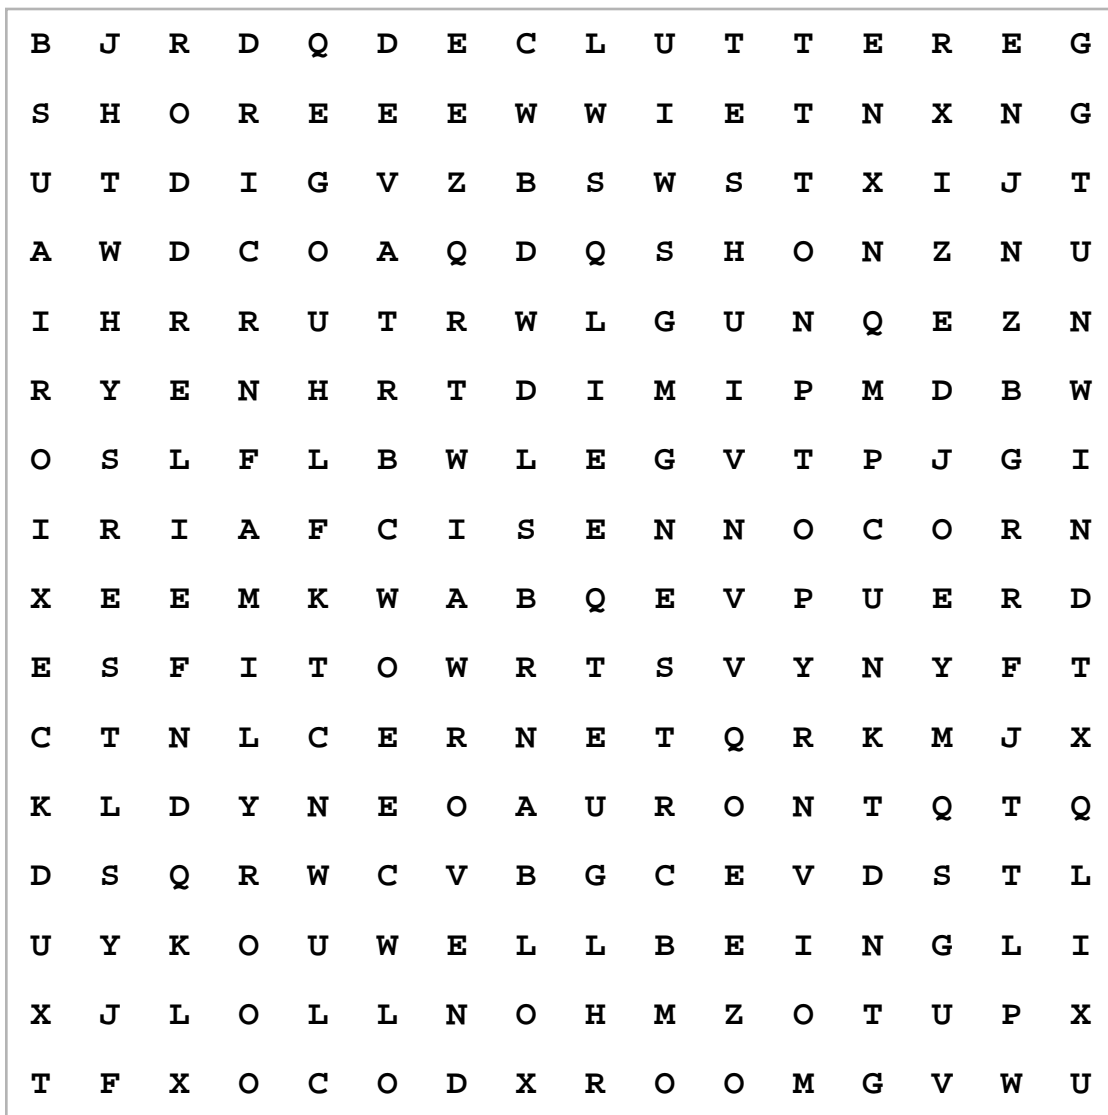 B J R D Q D E C L U T T E R E G
S H O R E E E W W I E T N X N G
U T D I G V Z B S W S T X I J T
A W D C O A Q D Q S H O N Z N U
I H R R U T R W L G U N Q E Z N
R Y E N H R T D I M I P M D B W
O S L F L B W L E G V T P J G I
I R I A F C I S E N N O C O R N
X E E M K W A B Q E V P U E R D
E S F I T O W R T S V Y N Y F T
C T N L C E R N E T Q R K M J X
K L D Y N E O A U R O N T Q T Q
D S Q R W C V B G C E V D S T L
U Y K O U W E L L B E I N G L I
X J L O L L N O H M Z O T U P X
T F X O C O D X R O O M G V W U